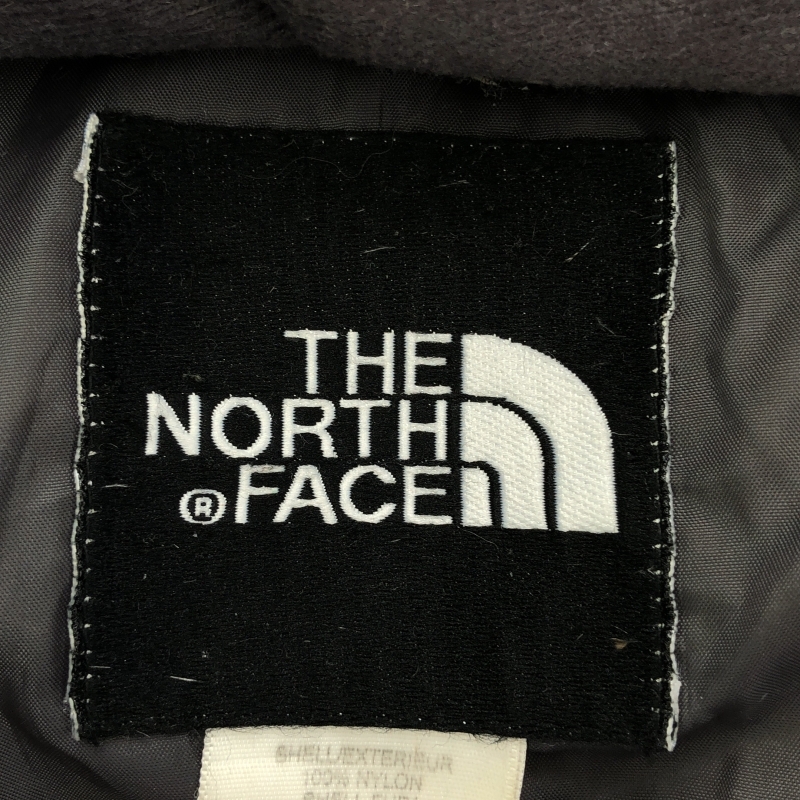 THE
NORTH
® FACE
SHELL/EXTERIEUR
100% NYLON